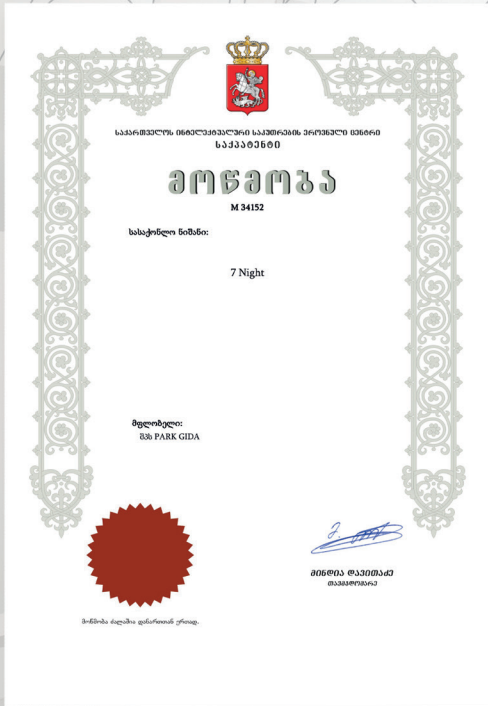 საქართველოს ინტელექტუალური საკუთრების ეროვნული ცენტრი
საქპატენტი
მოწმობა
M 34152
სასაქონლო ნიშანი:
7 Night
მფლობელი:
შპს PARK GIDA
მინდია დავითაძე
თავმჯდომარე
მოწმობა ძალაშია დანართთან ერთად.